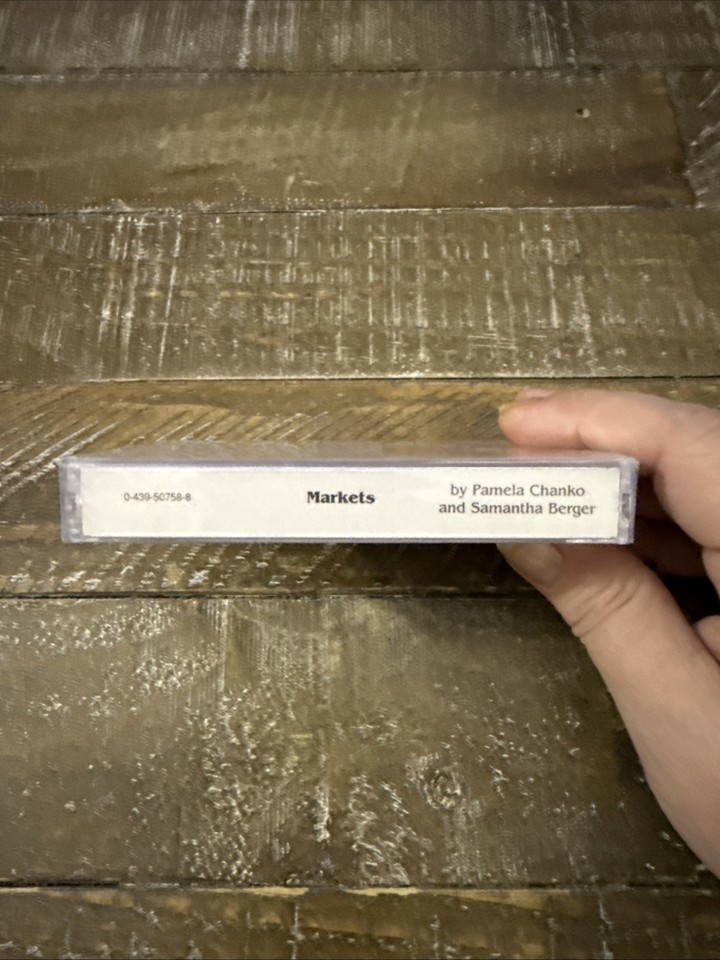 0-439-50758-8
Markets
by Pamela Chanko
and Samantha Berger